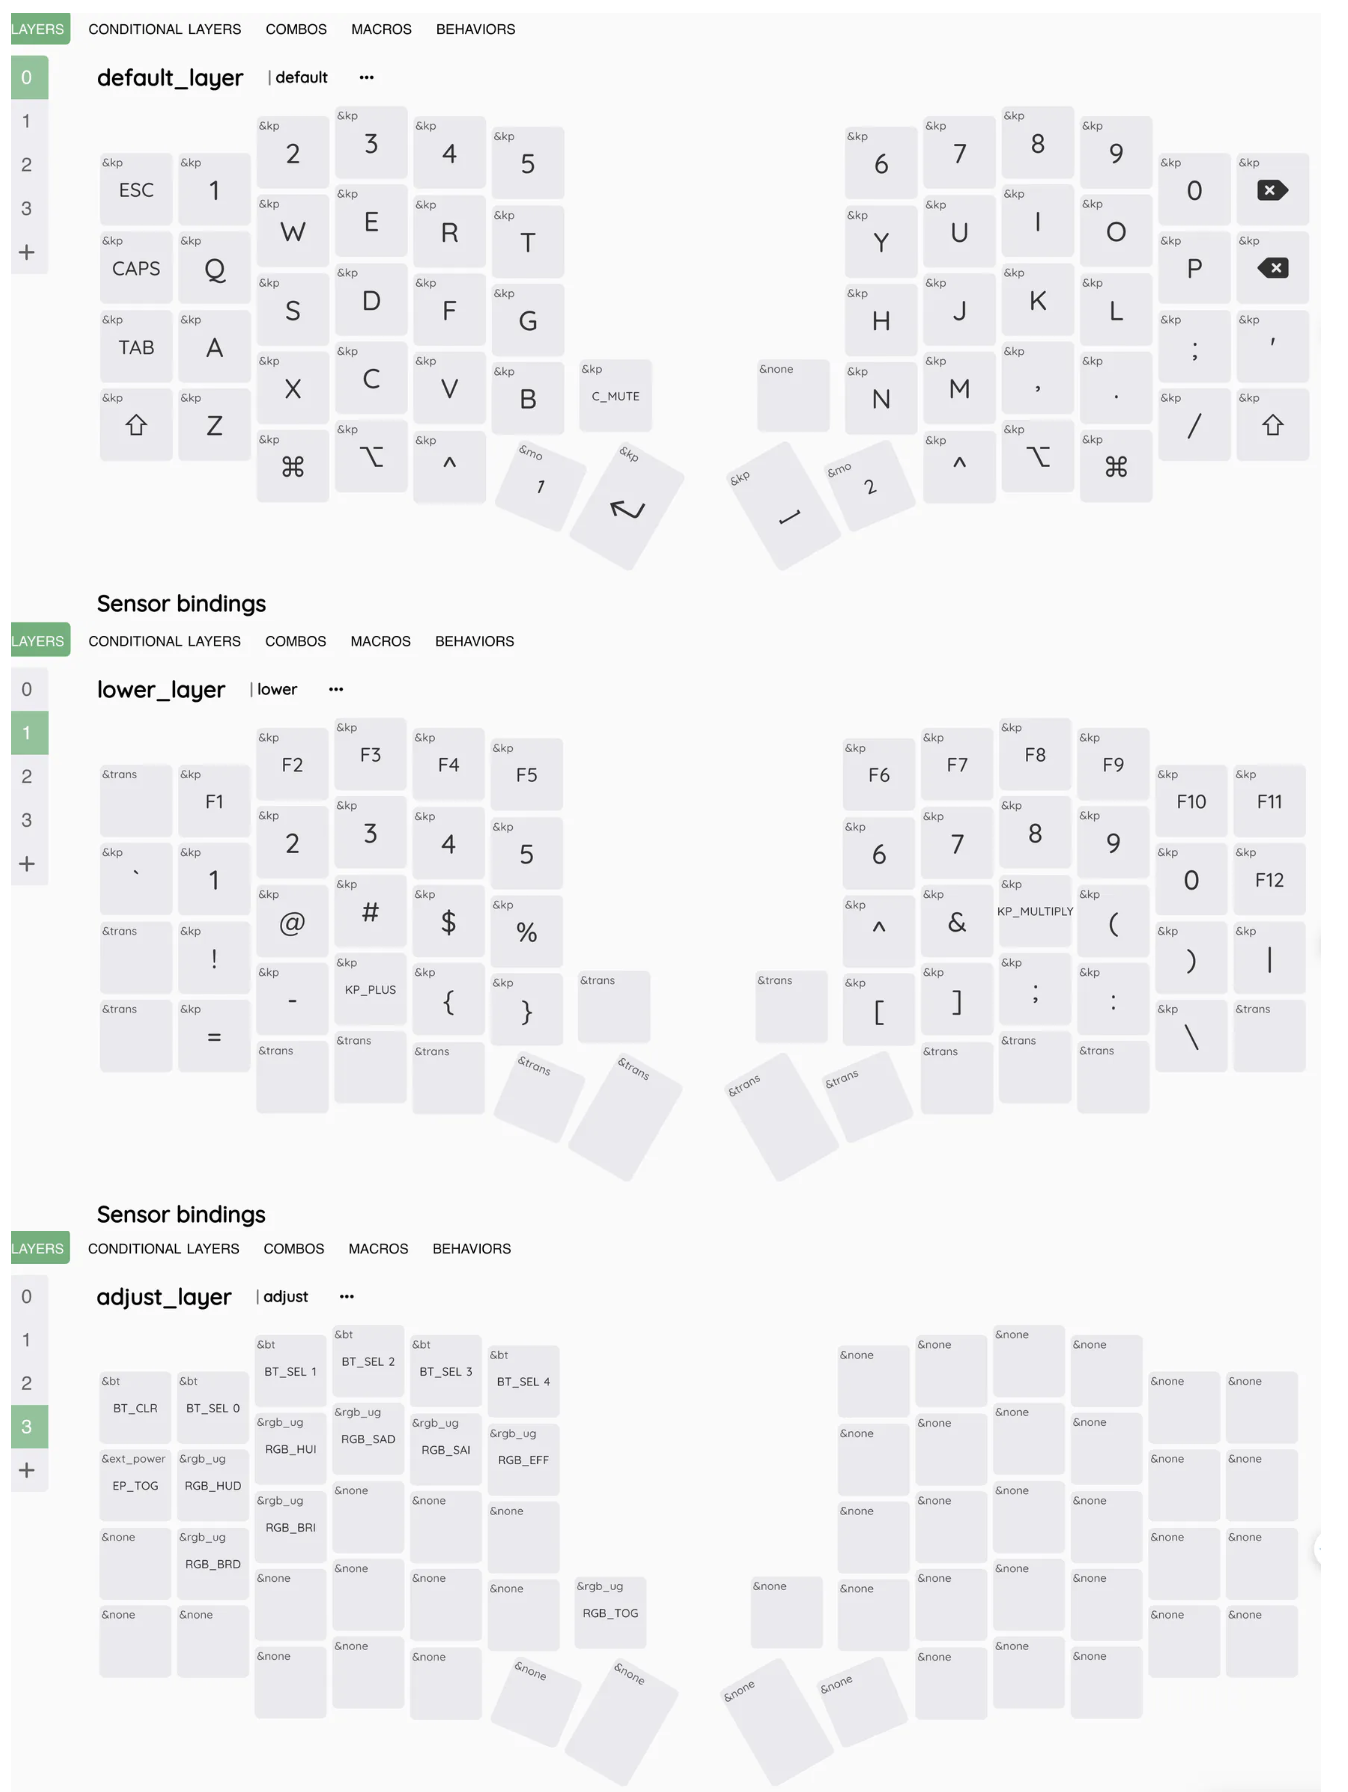 LAYERS CONDITIONAL LAYERS COMBOS MACROS BEHAVIORS
0 default_layer | default •••
1
2
3
+
&kp ESC &kp 1 &kp 2 &kp 3 &kp 4 &kp 5 &kp 6 &kp 7 &kp 8 &kp 9 &kp 0 &kp
&kp CAPS &kp Q &kp W &kp E &kp R &kp T &kp Y &kp U &kp I &kp O &kp P &kp
&kp TAB &kp A &kp S &kp D &kp F &kp G &kp H &kp J &kp K &kp L &kp ; &kp '
&kp ⇧ &kp Z &kp X &kp C &kp V &kp B &kp C_MUTE &none &kp N &kp M &kp , &kp . &kp / &kp ⇧
&kp ⌘ &kp ⌥ &kp ^ &mo 1 &kp ↵ &kp ⎵ &mo 2 &kp ^ &kp ⌥ &kp ⌘
Sensor bindings
LAYERS CONDITIONAL LAYERS COMBOS MACROS BEHAVIORS
0 lower_layer | lower •••
1
2
3
+
&trans &kp F1 &kp F2 &kp F3 &kp F4 &kp F5 &kp F6 &kp F7 &kp F8 &kp F9 &kp F10 &kp F11
&kp ` &kp 1 &kp 2 &kp 3 &kp 4 &kp 5 &kp 6 &kp 7 &kp 8 &kp 9 &kp 0 &kp F12
&trans &kp ! &kp @ &kp # &kp $ &kp % &kp ^ &kp & &kp KP_MULTIPLY &kp ( &kp ) &kp |
&trans &kp = &kp - &kp KP_PLUS &kp { &kp } &trans &trans &kp [ &kp ] &kp ; &kp : &kp \ &trans
&trans &trans &trans &trans &trans &trans &trans &trans &trans &trans
Sensor bindings
LAYERS CONDITIONAL LAYERS COMBOS MACROS BEHAVIORS
0 adjust_layer | adjust •••
1
2
3
+
&bt BT_CLR &bt BT_SEL 0 &bt BT_SEL 1 &bt BT_SEL 2 &bt BT_SEL 3 &bt BT_SEL 4 &none &none &none &none &none &none
&ext_power EP_TOG &rgb_ug RGB_HUD &rgb_ug RGB_HUI &rgb_ug RGB_SAD &rgb_ug RGB_SAI &rgb_ug RGB_EFF &none &none &none &none &none &none
&none &rgb_ug RGB_BRD &rgb_ug RGB_BRI &none &none &none &none &none &none &none &none &none
&none &none &none &none &none &none &rgb_ug RGB_TOG &none &none &none &none &none &none &none
&none &none &none &none &none &none &none &none &none &none